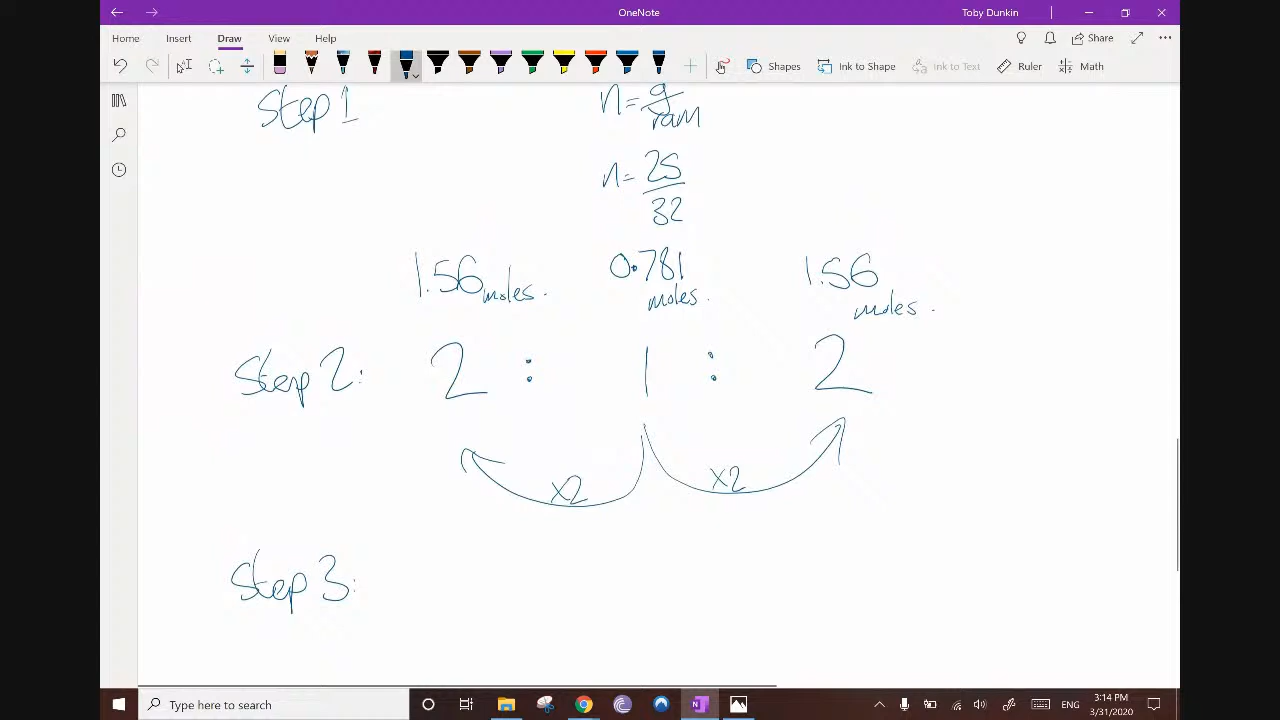 OneNote
Toby Dunkin
Home Insert Draw View Help
Share
Shapes
Ink to Shape
Ink to Text
Ruler
Math
Step 1
n = g
ram
n = 25
32
1.56 moles.
0.781
moles.
1.56
moles.
Step 2: 2 : 1 : 2
x2
x2
Step 3:
Type here to search
ENG
3:14 PM
3/31/2020